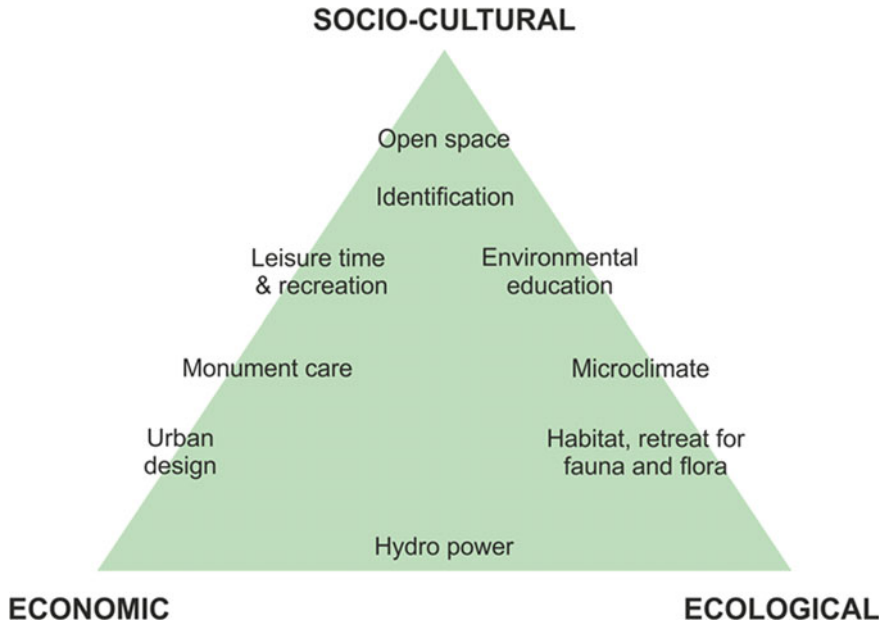 SOCIO-CULTURAL
Open space
Identification
Leisure time
& recreation
Environmental
education
Monument care
Microclimate
Urban
design
Habitat, retreat for
fauna and flora
Hydro power
ECONOMIC
ECOLOGICAL